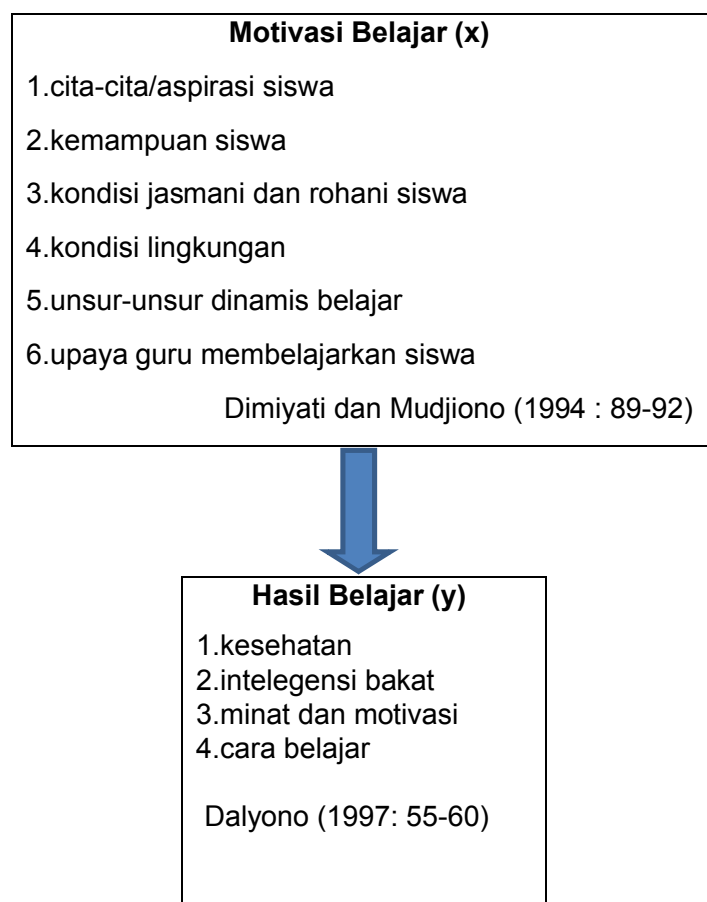 Motivasi Belajar (x)
1.cita-cita/aspirasi siswa
2.kemampuan siswa
3.kondisi jasmani dan rohani siswa
4.kondisi lingkungan
5.unsur-unsur dinamis belajar
6.upaya guru membelajarkan siswa
Dimiyati dan Mudjiono (1994 : 89-92)
Hasil Belajar (y)
1.kesehatan
2.intelegensi bakat
3.minat dan motivasi
4.cara belajar
Dalyono (1997: 55-60)